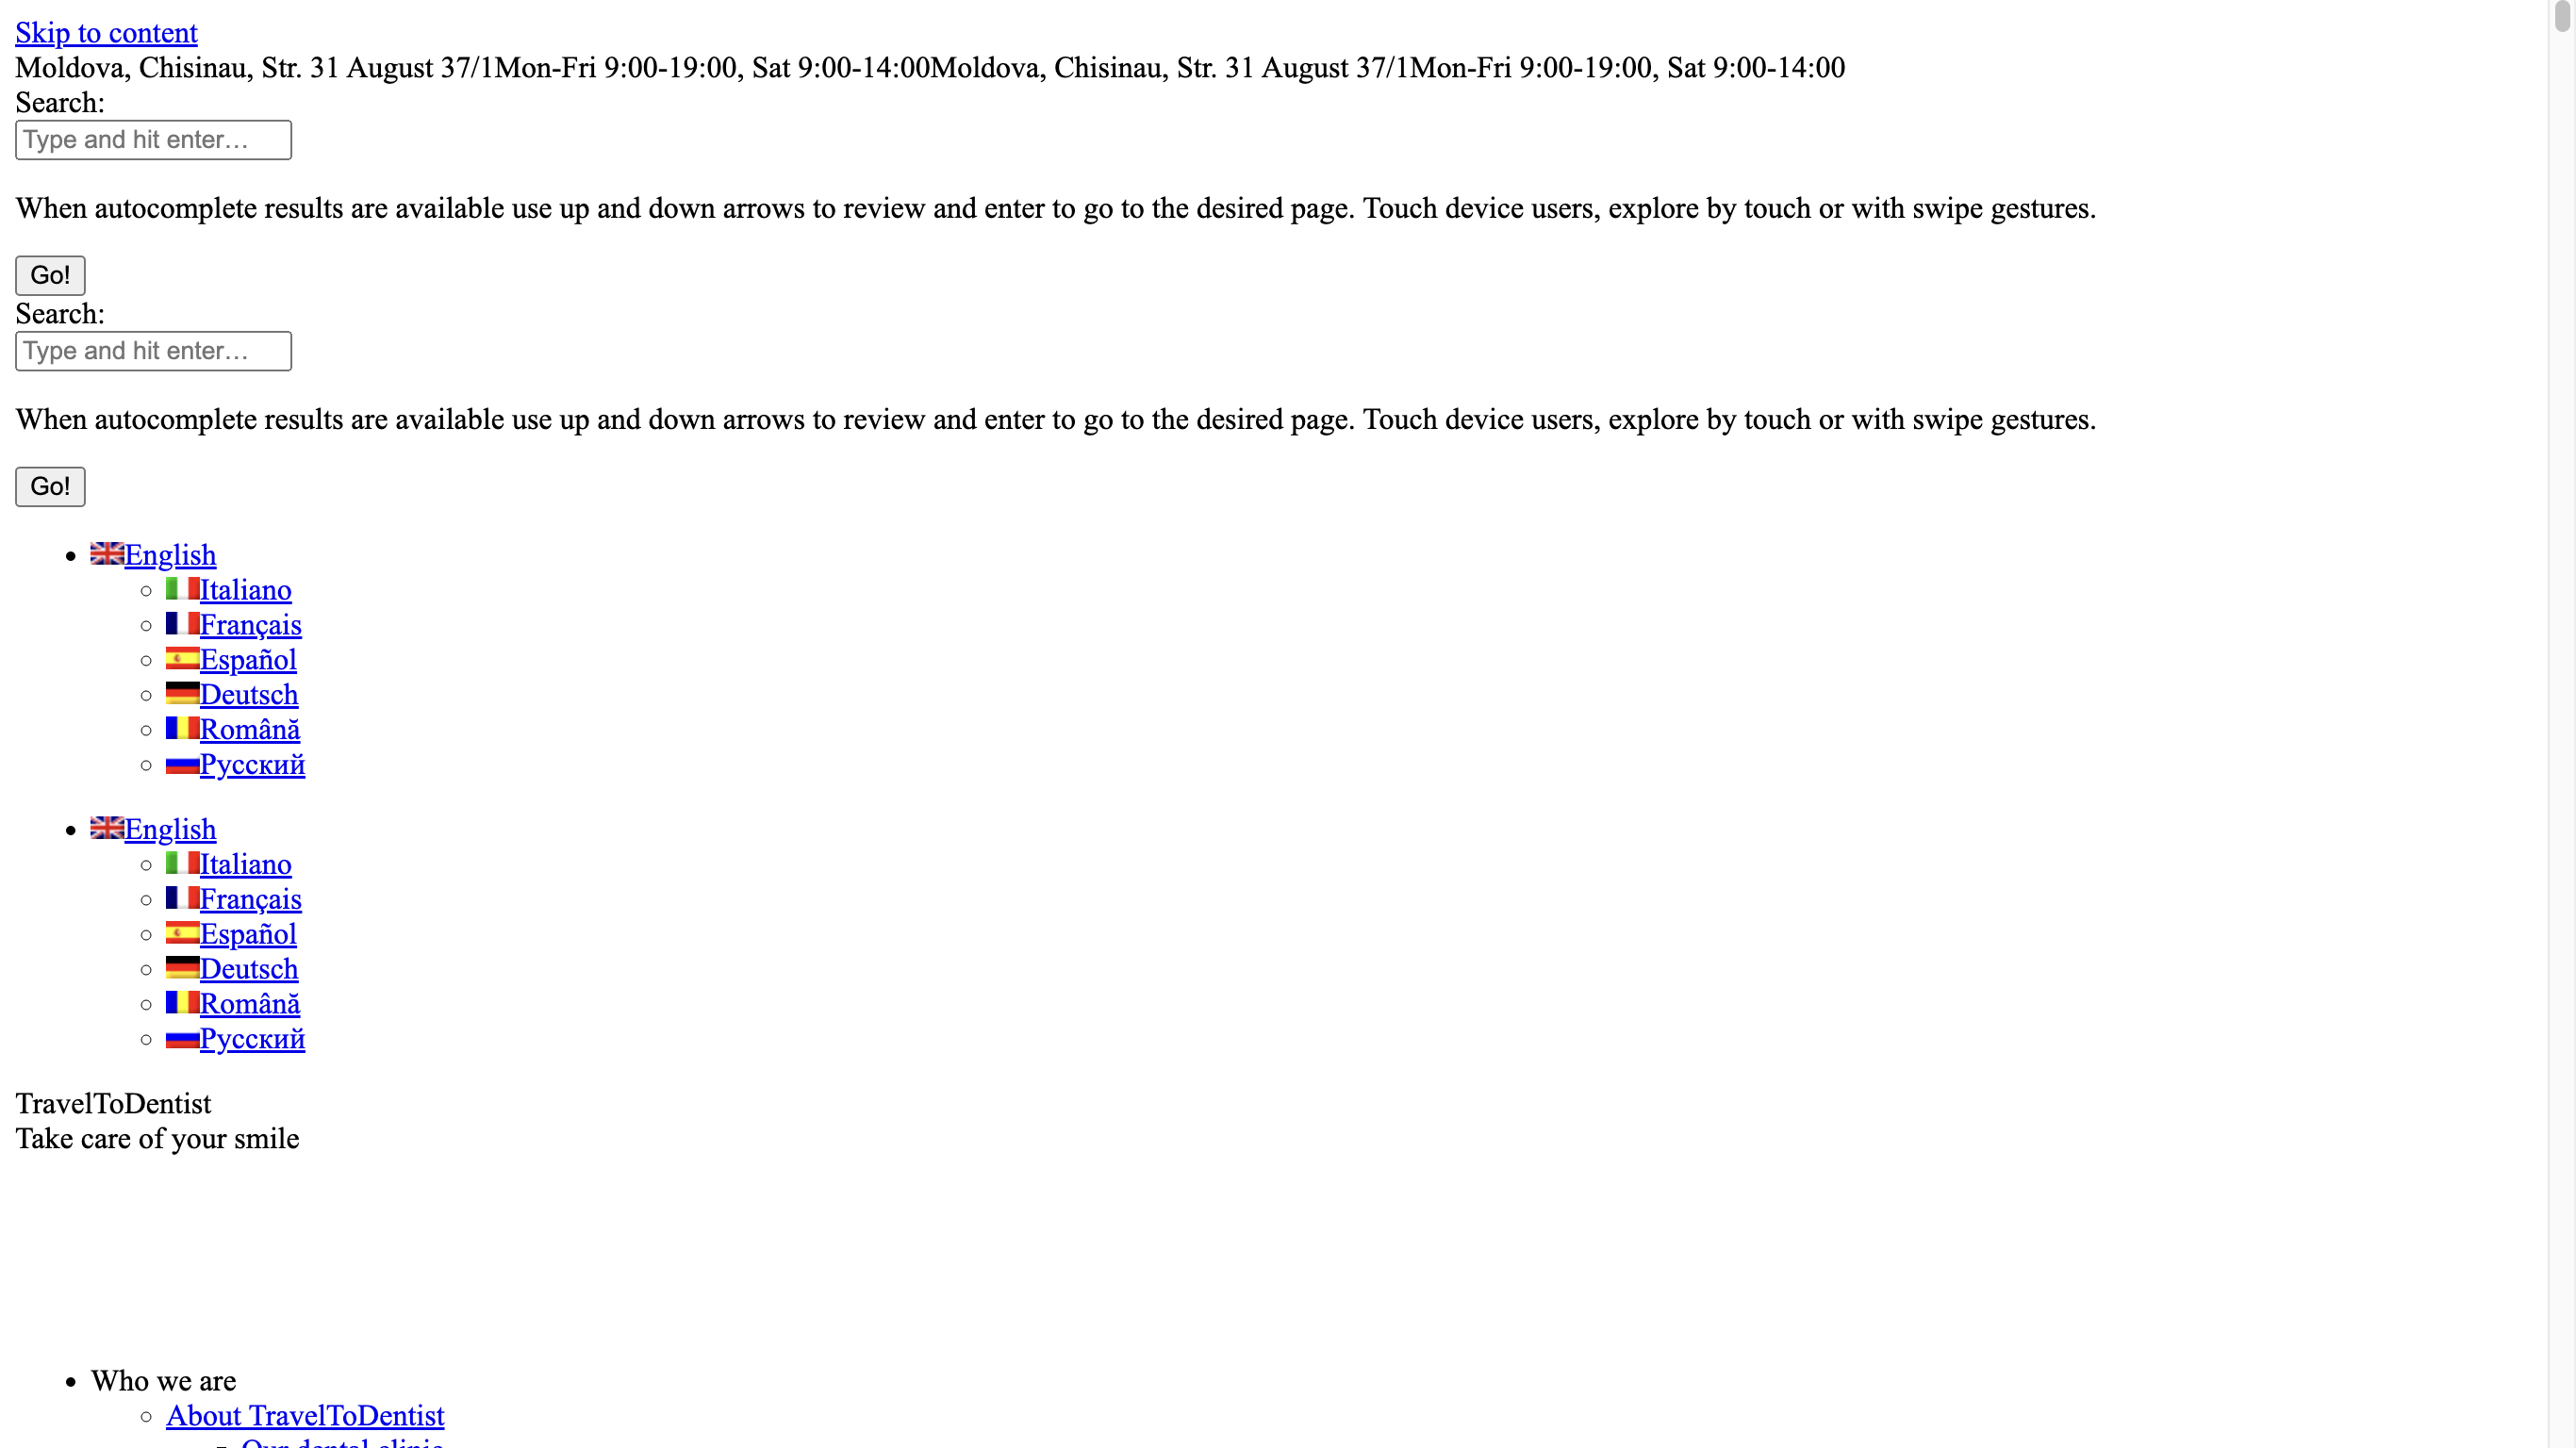 Skip to content
Moldova, Chisinau, Str. 31 August 37/1Mon-Fri 9:00-19:00, Sat 9:00-14:00Moldova, Chisinau, Str. 31 August 37/1Mon-Fri 9:00-19:00, Sat 9:00-14:00
Search:
Type and hit enter…
When autocomplete results are available use up and down arrows to review and enter to go to the desired page. Touch device users, explore by touch or with swipe gestures.
Go!
Search:
Type and hit enter…
When autocomplete results are available use up and down arrows to review and enter to go to the desired page. Touch device users, explore by touch or with swipe gestures.
Go!
English
Italiano
Français
Español
Deutsch
Română
Русский
English
Italiano
Français
Español
Deutsch
Română
Русский
TravelToDentist
Take care of your smile
Who we are
About TravelToDentist
Our dental clinic